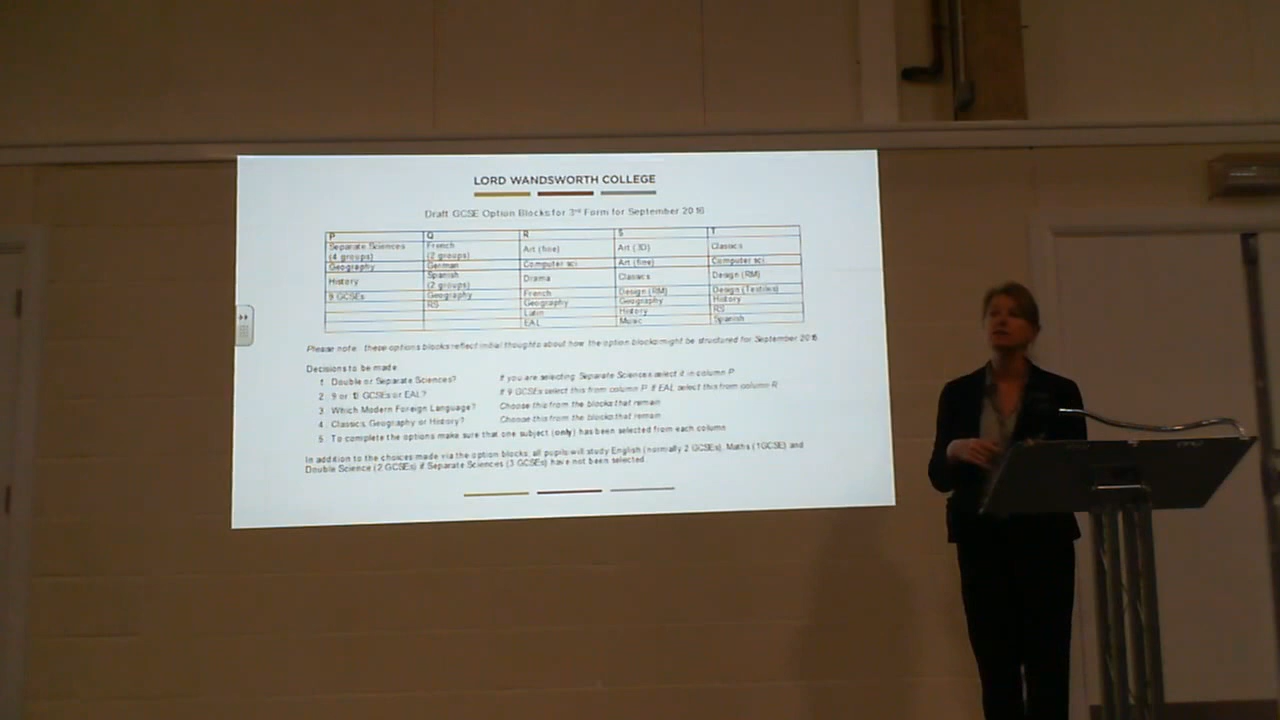 LORD WANDSWORTH COLLEGE
Draft GCSE Option Blocks for 3rd Form for September 2016
P Q R S T
Separate Sciences (4 groups) French (2 groups) Art (fine) Art (3D) Classics
Geography German Computer sci Art (fine) Computer sci
History Spanish (2 groups) Drama Classics Design (RM)
9 GCSEs Geography French Design (RM) Design (Textiles)
RS Geography Geography History
Latin History RS
EAL Music Spanish
Please note: these options blocks reflect initial thoughts about how the option blocks might be structured for September 2016
Decisions to be made
1. Double or Separate Sciences? If you are selecting Separate Sciences select it in column P
2. 9 or 10 GCSEs or EAL? If 9 GCSEs select this from column P. If EAL select this from column R
3. Which Modern Foreign Language? Choose this from the blocks that remain
4. Classics, Geography or History? Choose this from the blocks that remain
5. To complete the options make sure that one subject (only) has been selected from each column
In addition to the choices made via the option blocks, all pupils will study English (normally 2 GCSEs), Maths (1GCSE) and
Double Science (2 GCSEs) if Separate Sciences (3 GCSEs) have not been selected.